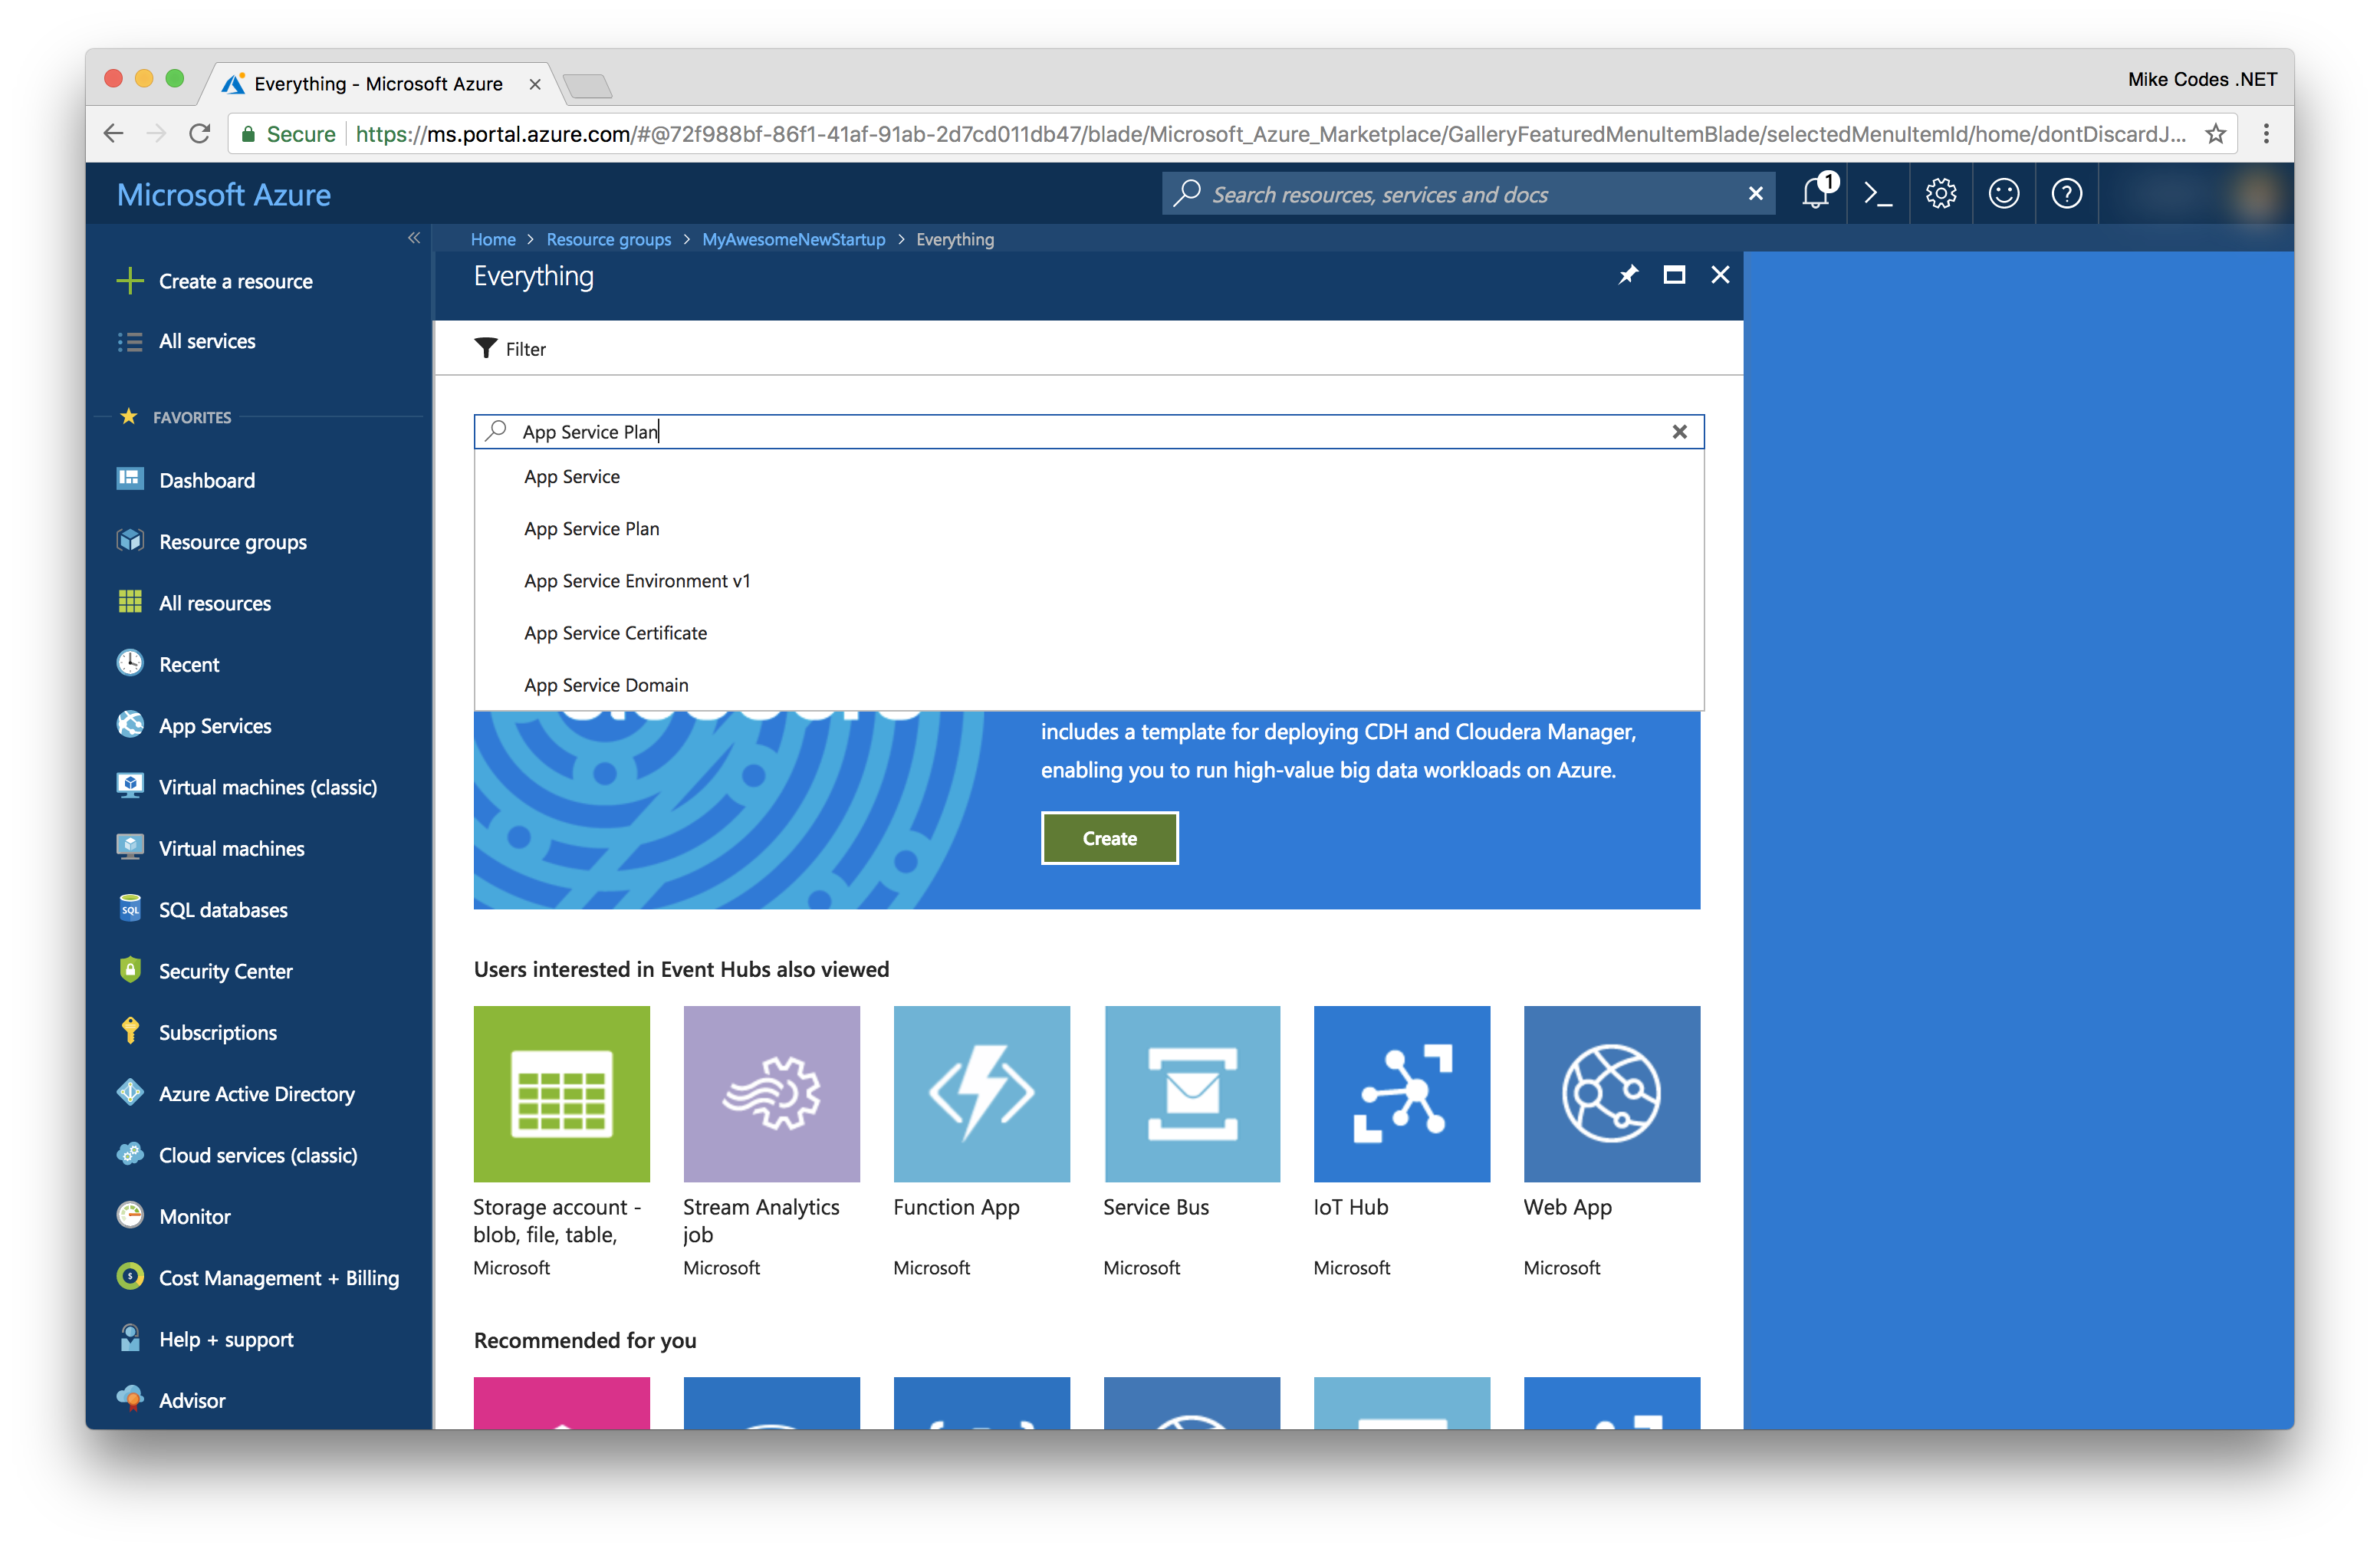 Everything - Microsoft Azure
Mike Codes .NET
Secure
https://ms.portal.azure.com/#@72f988bf-86f1-41af-91ab-2d7cd011db47/blade/Microsoft_Azure_Marketplace/GalleryFeaturedMenuItemBlade/selectedMenuItemId/home/dontDiscardJ...
Microsoft Azure
Search resources, services and docs
1
Home > Resource groups > MyAwesomeNewStartup > Everything
Create a resource
All services
FAVORITES
Dashboard
Resource groups
All resources
Recent
App Services
Virtual machines (classic)
Virtual machines
SQL
SQL databases
Security Center
Subscriptions
Azure Active Directory
Cloud services (classic)
Monitor
Cost Management + Billing
Help + support
Advisor
Everything
Filter
App Service Plan
App Service
App Service Plan
App Service Environment v1
App Service Certificate
App Service Domain
includes a template for deploying CDH and Cloudera Manager,
enabling you to run high-value big data workloads on Azure.
Create
Users interested in Event Hubs also viewed
Storage account -
blob, file, table,
Microsoft
Stream Analytics
job
Microsoft
Function App
Microsoft
Service Bus
Microsoft
IoT Hub
Microsoft
Web App
Microsoft
Recommended for you